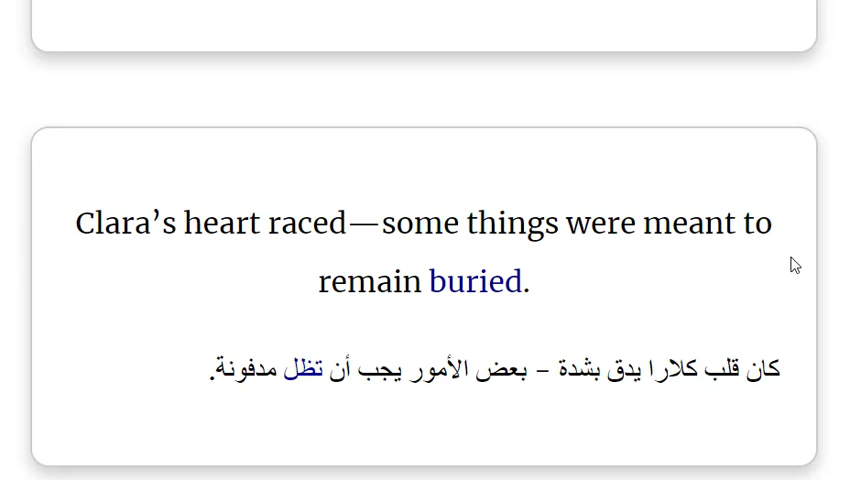 Clara’s heart raced—some things were meant to
remain buried.
كان قلب كلارا يدق بشدة - بعض الأمور يجب أن تظل مدفونة.